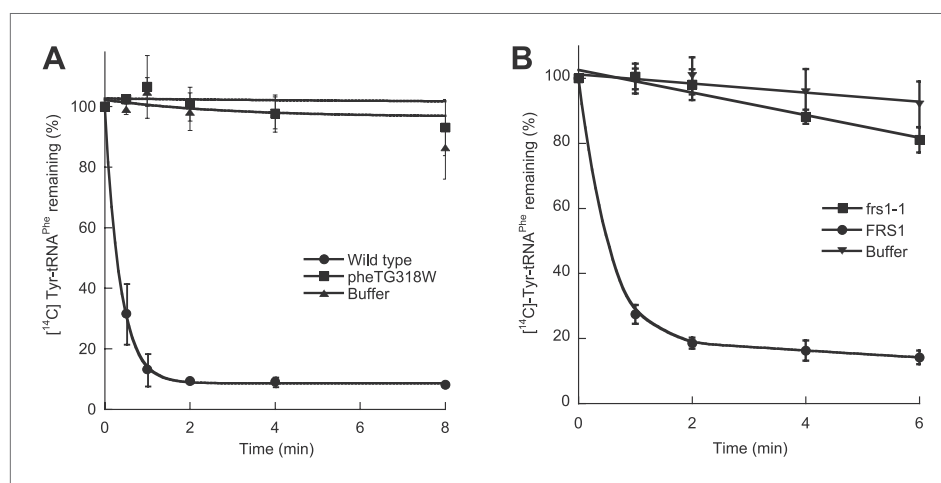 A
[¹⁴C] Tyr-tRNAᴾʰᵉ remaining (%)
100
80
60
40
20
0
Wild type
pheTG318W
Buffer
0 2 4 6 8
Time (min)
B
[¹⁴C]-Tyr-tRNAᴾʰᵉ remaining (%)
100
80
60
40
20
0
frs1-1
FRS1
Buffer
0 2 4 6
Time (min)